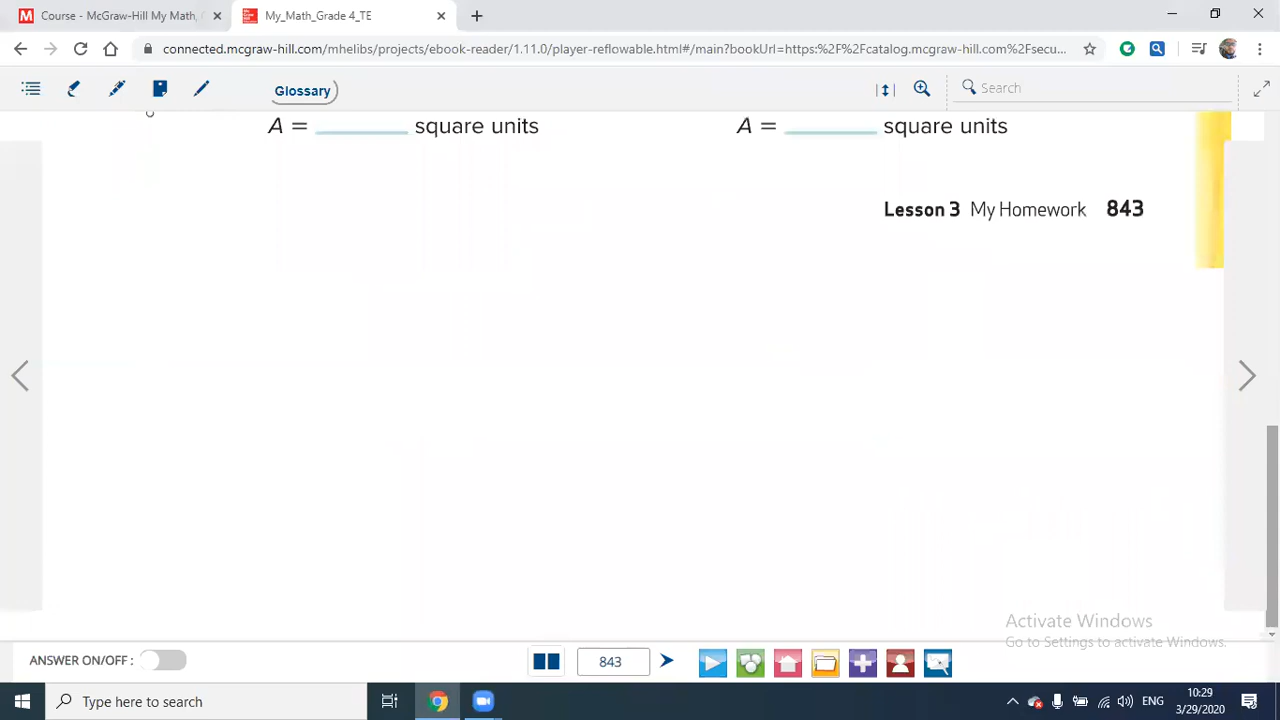 Course - McGraw-Hill My Math,
My_Math_Grade 4_TE
connected.mcgraw-hill.com/mhelibs/projects/ebook-reader/1.11.0/player-reflowable.html#/main?bookUrl=https:%2F%2Fcatalog.mcgraw-hill.com%2Fsecu...
Glossary
Search
A = ______ square units
A = ______ square units
Lesson 3 My Homework 843
Activate Windows
Go to Settings to activate Windows.
ANSWER ON/OFF :
843
Type here to search
ENG
10:29
3/29/2020